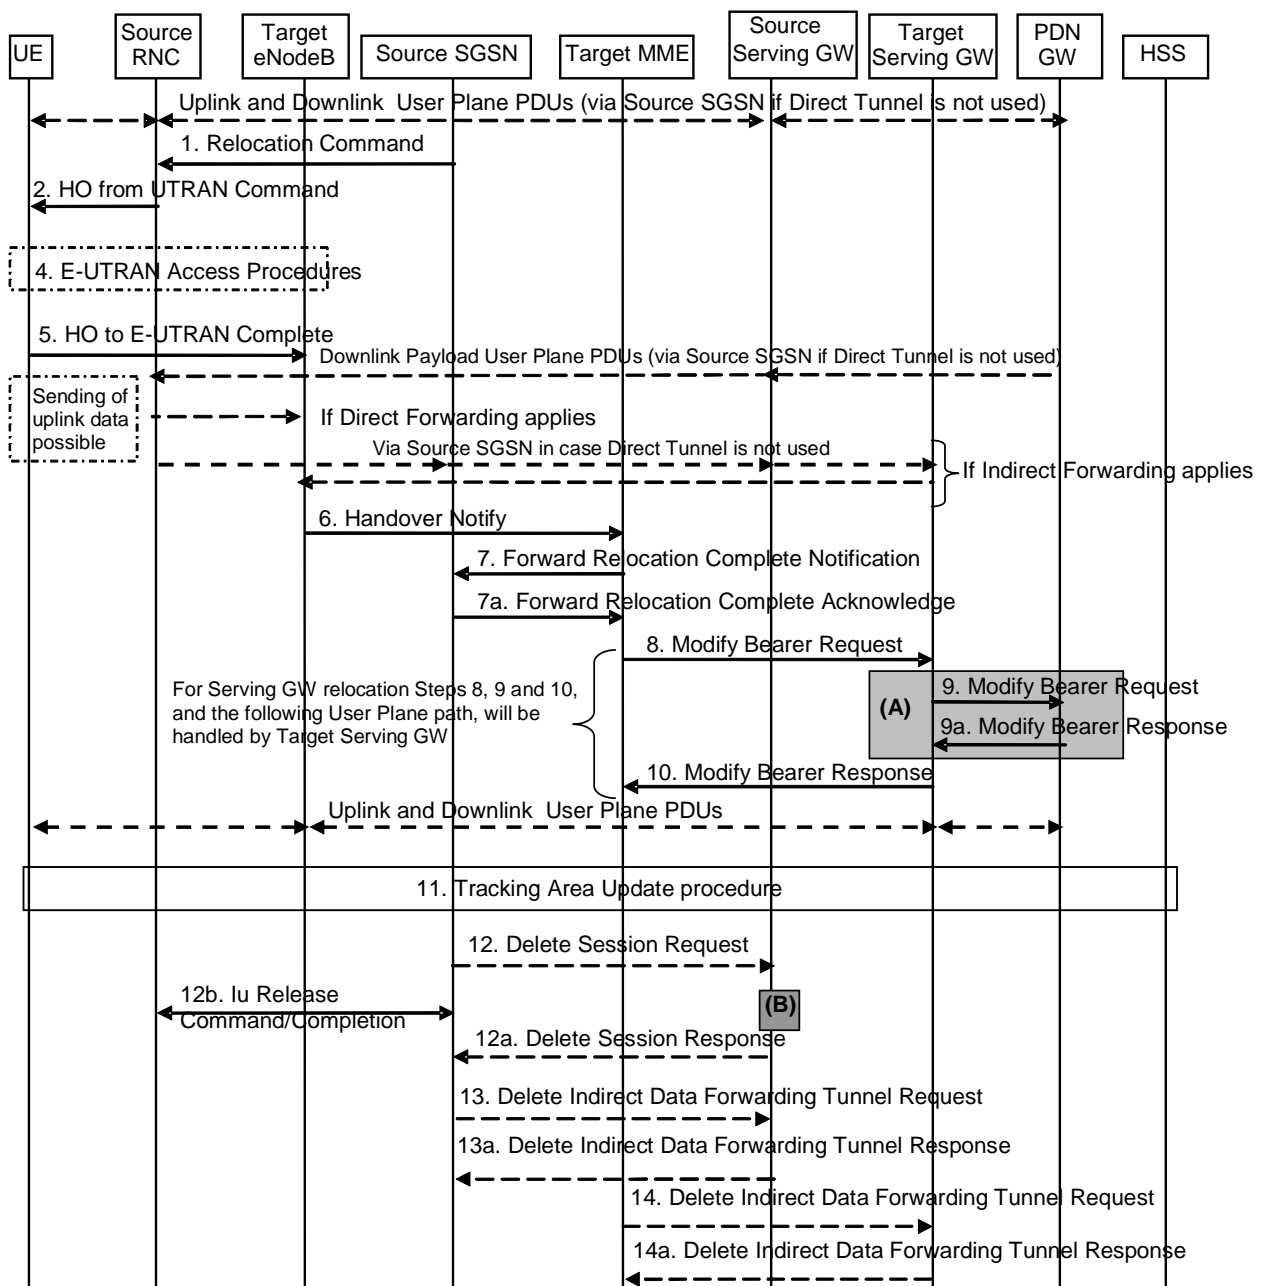 UE
Source
RNC
Target
eNodeB
Source SGSN
Target MME
Source
Serving GW
Target
Serving GW
PDN
GW
HSS
Uplink and Downlink User Plane PDUs (via Source SGSN if Direct Tunnel is not used)
1. Relocation Command
2. HO from UTRAN Command
4. E-UTRAN Access Procedures
5. HO to E-UTRAN Complete
Downlink Payload User Plane PDUs (via Source SGSN if Direct Tunnel is not used)
Sending of
uplink data
possible
If Direct Forwarding applies
Via Source SGSN in case Direct Tunnel is not used
If Indirect Forwarding applies
6. Handover Notify
7. Forward Relocation Complete Notification
7a. Forward Relocation Complete Acknowledge
8. Modify Bearer Request
For Serving GW relocation Steps 8, 9 and 10,
and the following User Plane path, will be
handled by Target Serving GW
(A)
9. Modify Bearer Request
9a. Modify Bearer Response
10. Modify Bearer Response
Uplink and Downlink User Plane PDUs
11. Tracking Area Update procedure
12. Delete Session Request
12b. Iu Release
Command/Completion
(B)
12a. Delete Session Response
13. Delete Indirect Data Forwarding Tunnel Request
13a. Delete Indirect Data Forwarding Tunnel Response
14. Delete Indirect Data Forwarding Tunnel Request
14a. Delete Indirect Data Forwarding Tunnel Response